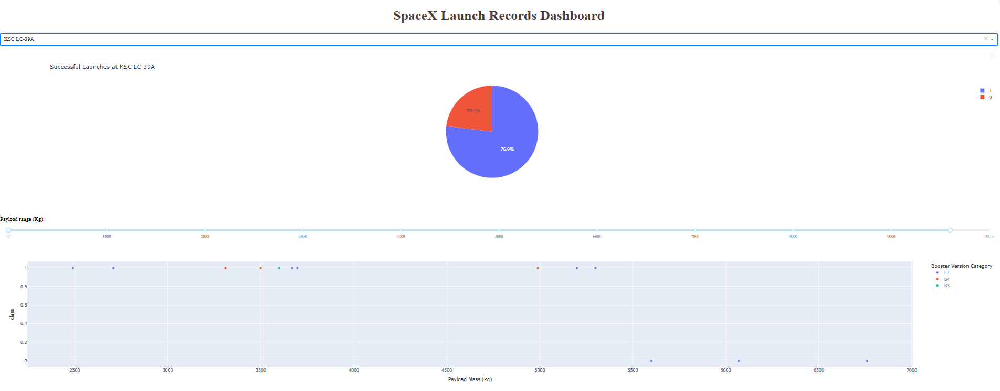 SpaceX Launch Records Dashboard
KSC LC-39A
×
Successful Launches at KSC LC-39A
1
0
23.1%
76.9%
Payload range (Kg):
0 1000 2000 3000 4000 5000 6000 7000 8000 9000 10000
Booster Version Category
FT
B4
B5
1
0.8
0.6
0.4
0.2
0
class
2500 3000 3500 4000 4500 5000 5500 6000 6500 7000
Payload Mass (kg)